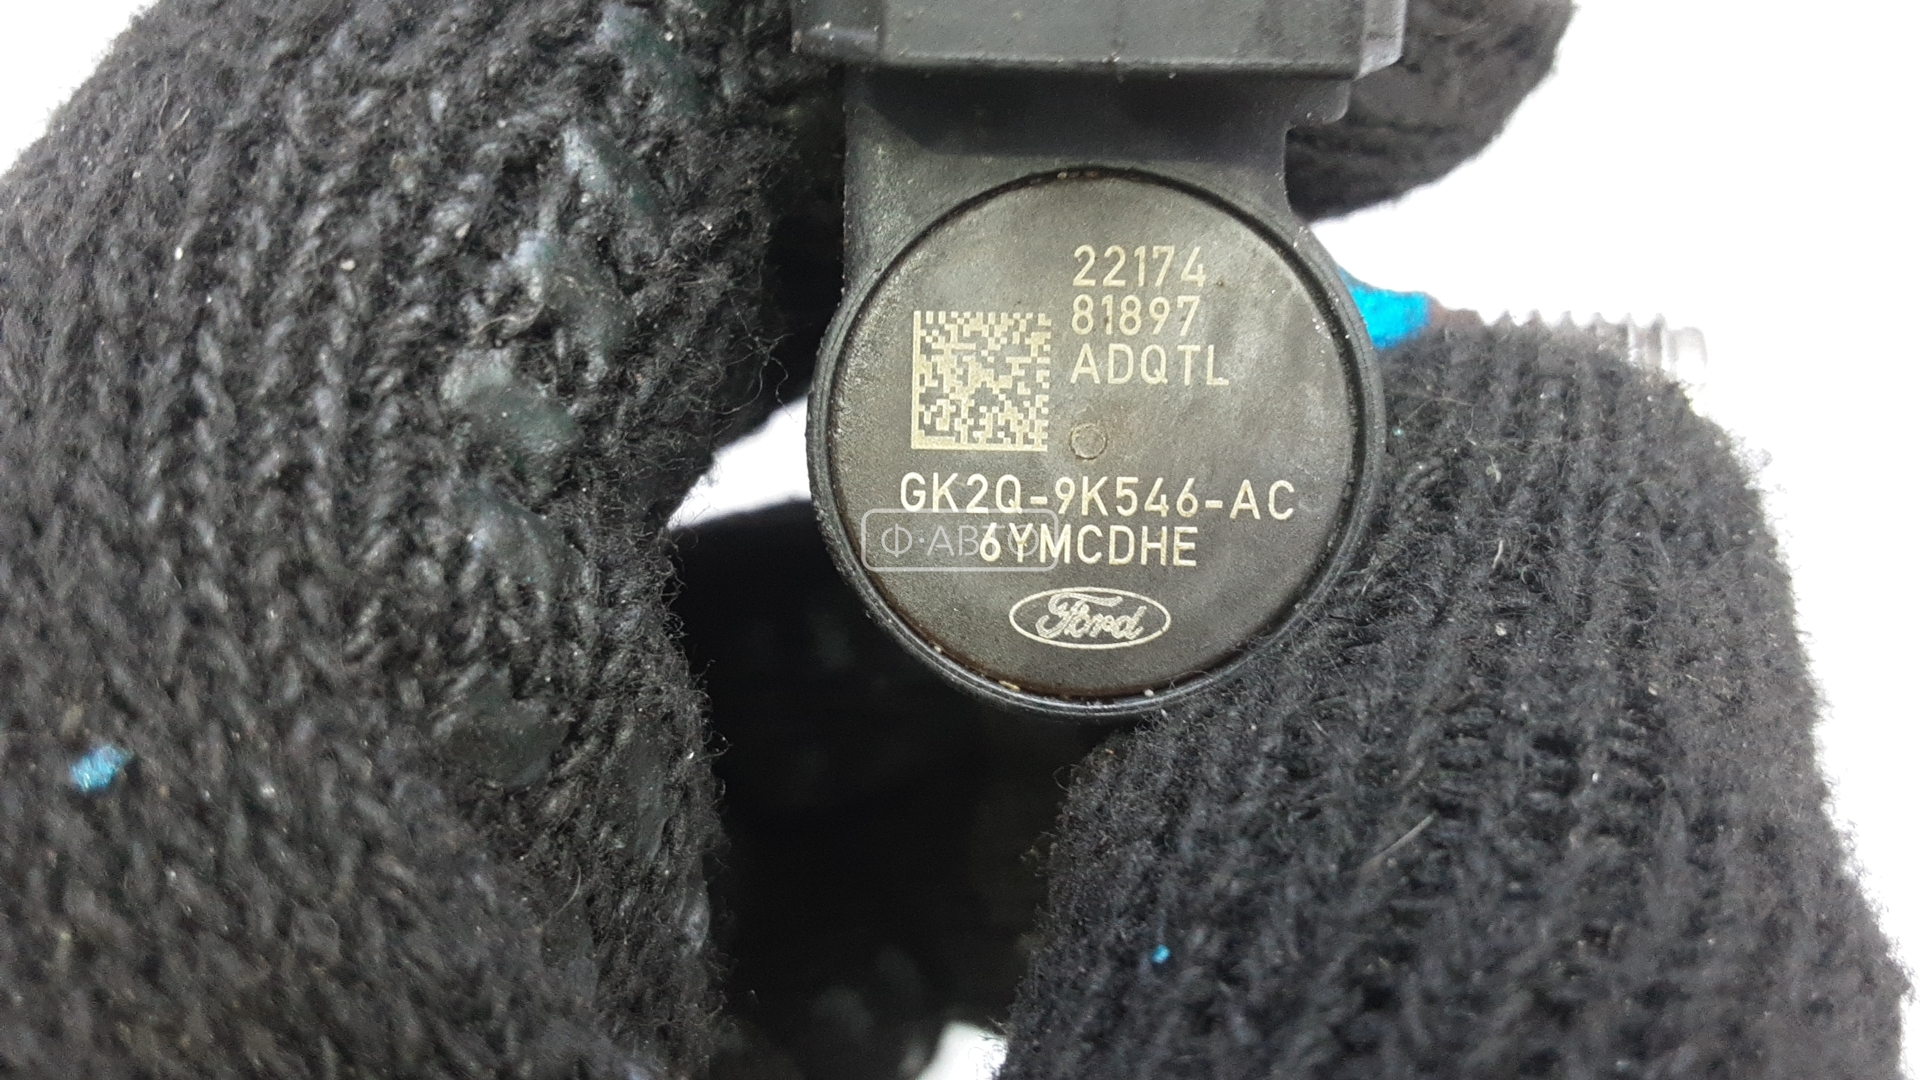 22174
81897
ADQTL
GK2Q-9K546-AC
6YMCDHE
Ф·АВТО
Ford